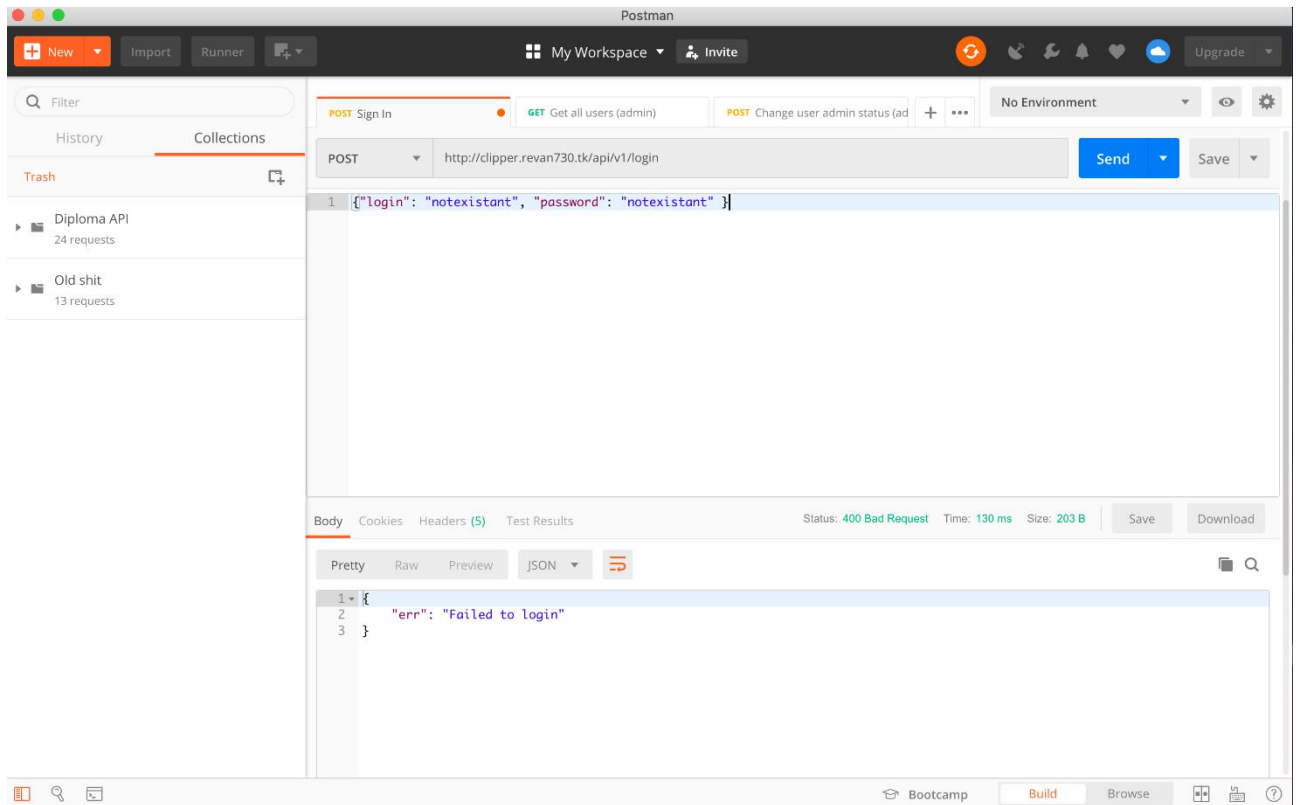 Postman
New Import Runner My Workspace Invite Upgrade
Filter
History Collections
Trash
Diploma API
24 requests
Old shit
13 requests
POST Sign In GET Get all users (admin) POST Change user admin status (ad No Environment
POST http://clipper.revan730.tk/api/v1/login Send Save
1 {"login": "notexistant", "password": "notexistant" }
Body Cookies Headers (5) Test Results Status: 400 Bad Request Time: 130 ms Size: 203 B Save Download
Pretty Raw Preview JSON
1 {
2 "err": "Failed to login"
3 }
Bootcamp Build Browse